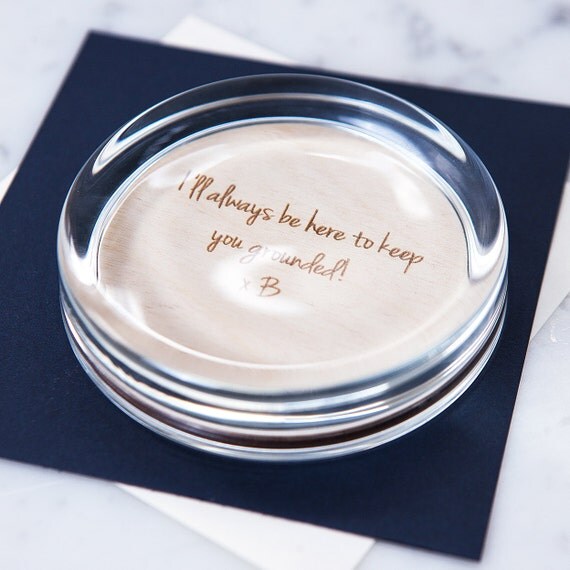 I'll always be here to keep
you grounded!
x B